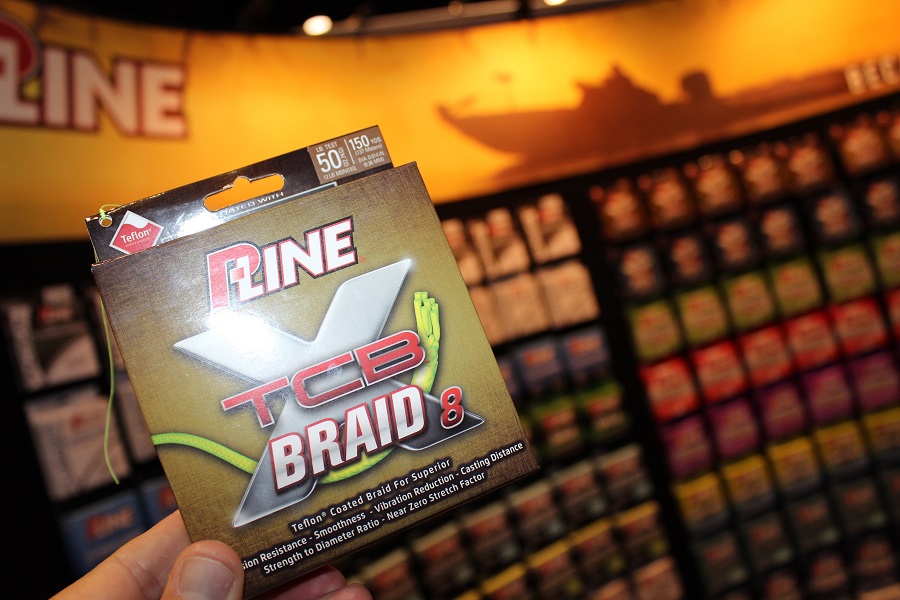 P-LINE
LB. TEST
50
150 YDS
Teflon®
P-LINE
X
TCB
BRAID 8
Teflon® Coated Braid For Superior
Resistance - Smoothness - Vibration Reduction - Casting Distance
Strength to Diameter Ratio - Near Zero Stretch Factor